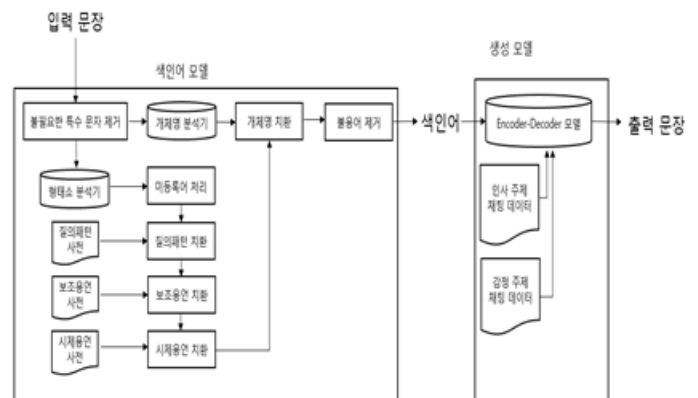 입력 문장
색인어 모델
생성 모델
불필요한 특수 문자 제거
개체명 분석기
개체명 치환
불용어 제거
색인어
Encoder-Decoder 모델
출력 문장
형태소 분석기
미등록어 처리
인사 주제
채팅 데이터
질의패턴
사전
질의패턴 치환
보조용언
사전
보조용언 치환
감정 주제
채팅 데이터
시제용언
사전
시제용언 치환